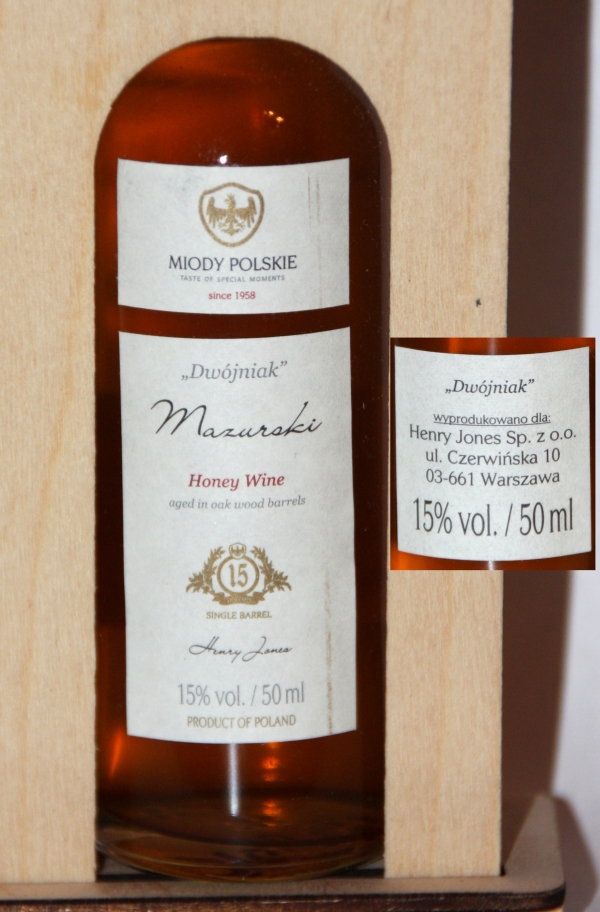 MIODY POLSKIE
TASTE OF SPECIAL MOMENTS
since 1958
„Dwójniak”
Mazurski
Honey Wine
aged in oak wood barrels
15
SINGLE BARREL
Henry Jones
15% vol. / 50 ml
PRODUCT OF POLAND
„Dwójniak”
wyprodukowano dla:
Henry Jones Sp. z o.o.
ul. Czerwińska 10
03-661 Warszawa
15% vol. / 50 ml